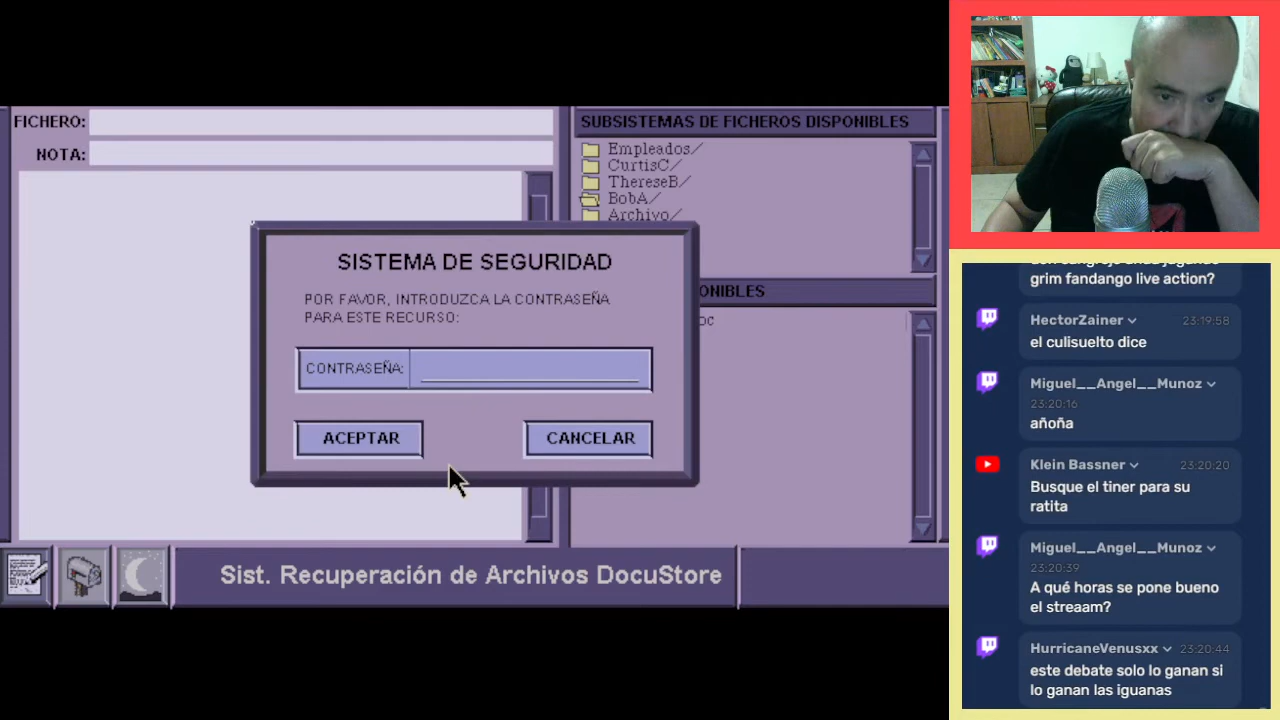 FICHERO:
NOTA:
SUBSISTEMAS DE FICHEROS DISPONIBLES
Empleados/
CurtisC/
ThereseB/
BobA/
Archivo/
SISTEMA DE SEGURIDAD
POR FAVOR, INTRODUZCA LA CONTRASEÑA
PARA ESTE RECURSO:
CONTRASEÑA:
ACEPTAR
CANCELAR
ONIBLES
oc
Sist. Recuperación de Archivos DocuStore
grim fandango live action?
HectorZainer 23:19:58
el culisuelto dice
Miguel__Angel__Munoz
23:20:16
añoña
Klein Bassner 23:20:20
Busque el tiner para su
ratita
Miguel__Angel__Munoz
23:20:39
A qué horas se pone bueno
el streaam?
HurricaneVenusxx 23:20:44
este debate solo lo ganan si
lo ganan las iguanas